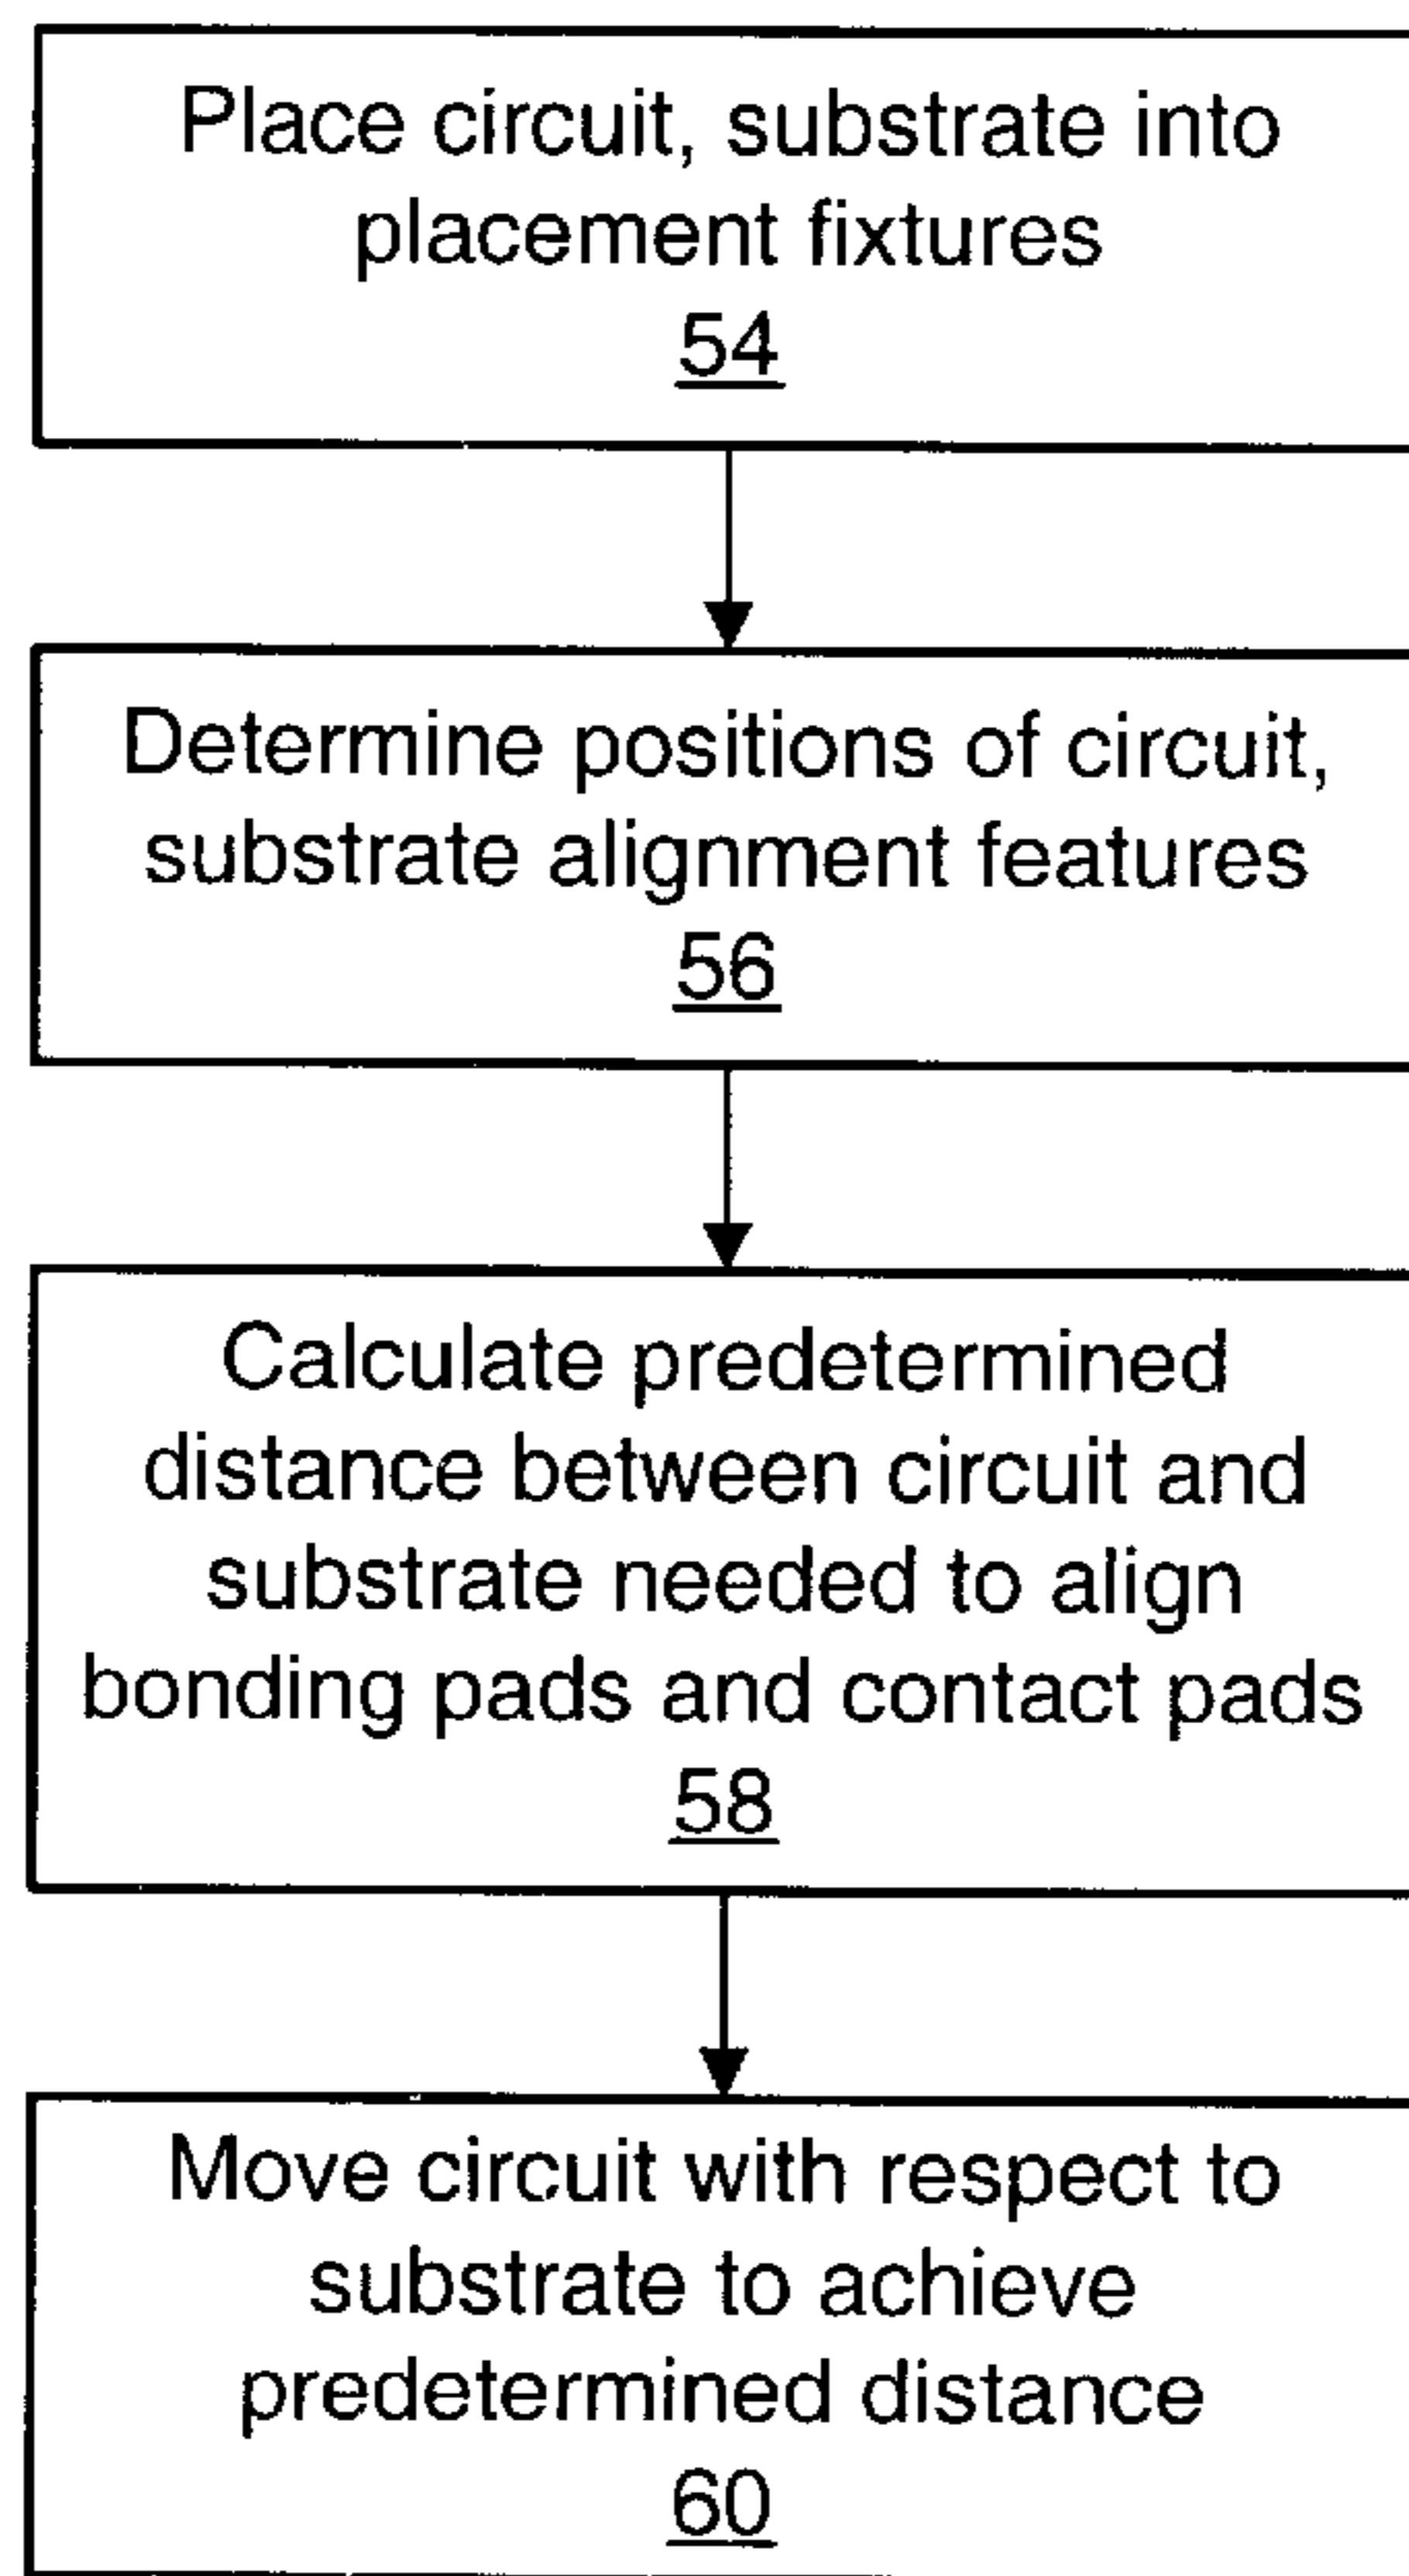 Place circuit, substrate into
placement fixtures
54
Determine positions of circuit,
substrate alignment features
56
Calculate predetermined
distance between circuit and
substrate needed to align
bonding pads and contact pads
58
Move circuit with respect to
substrate to achieve
predetermined distance
60